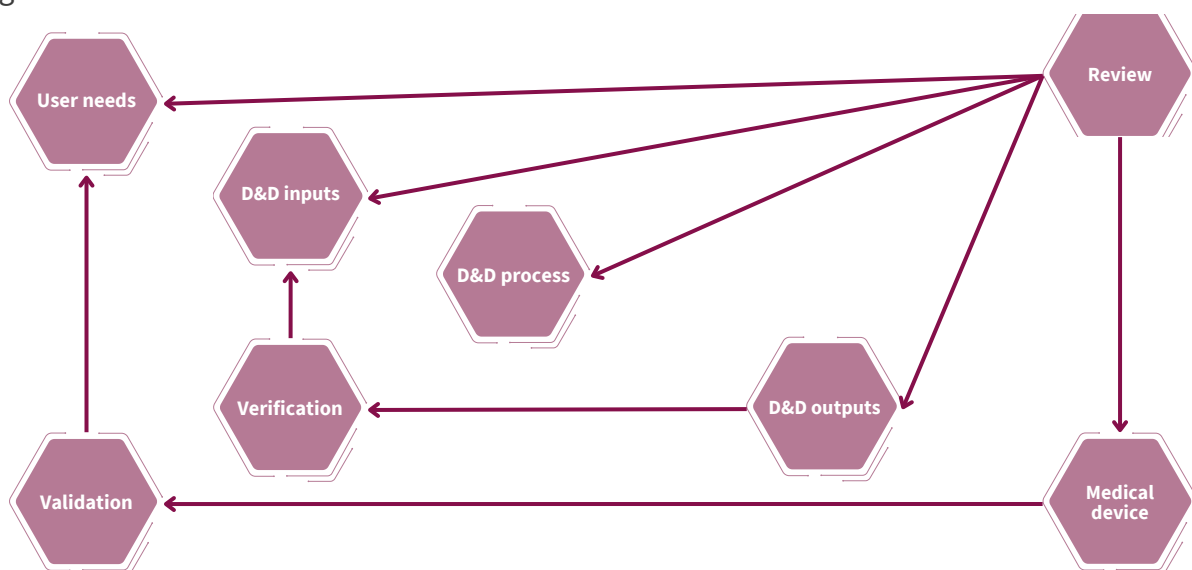 Review
User needs
D&D inputs
D&D process
Verification
D&D outputs
Validation
Medical
device